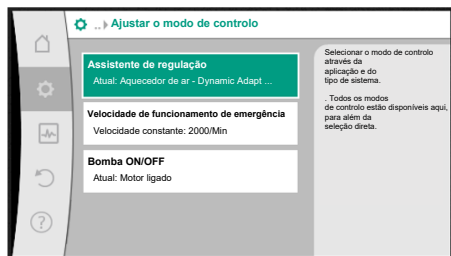 .. Ajustar o modo de controlo
Assistente de regulação
Atual: Aquecedor de ar - Dynamic Adapt ...
Velocidade de funcionamento de emergência
Velocidade constante: 2000/Min
Bomba ON/OFF
Atual: Motor ligado
Selecionar o modo de controlo
através da
aplicação e do
tipo de sistema.
. Todos os modos
de controlo estão disponíveis aqui,
para além da
seleção direta.
?